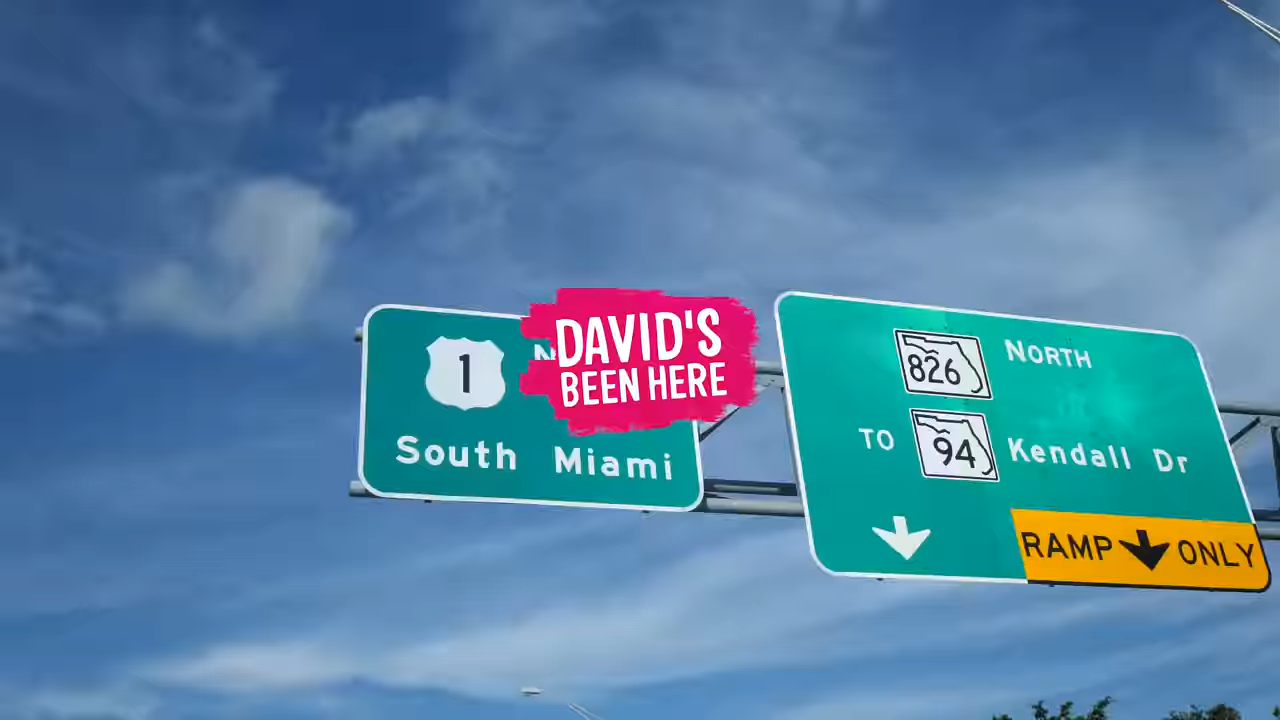 1
South Miami
DAVID'S
BEEN HERE
826 NORTH
TO 94 Kendall Dr
RAMP ONLY